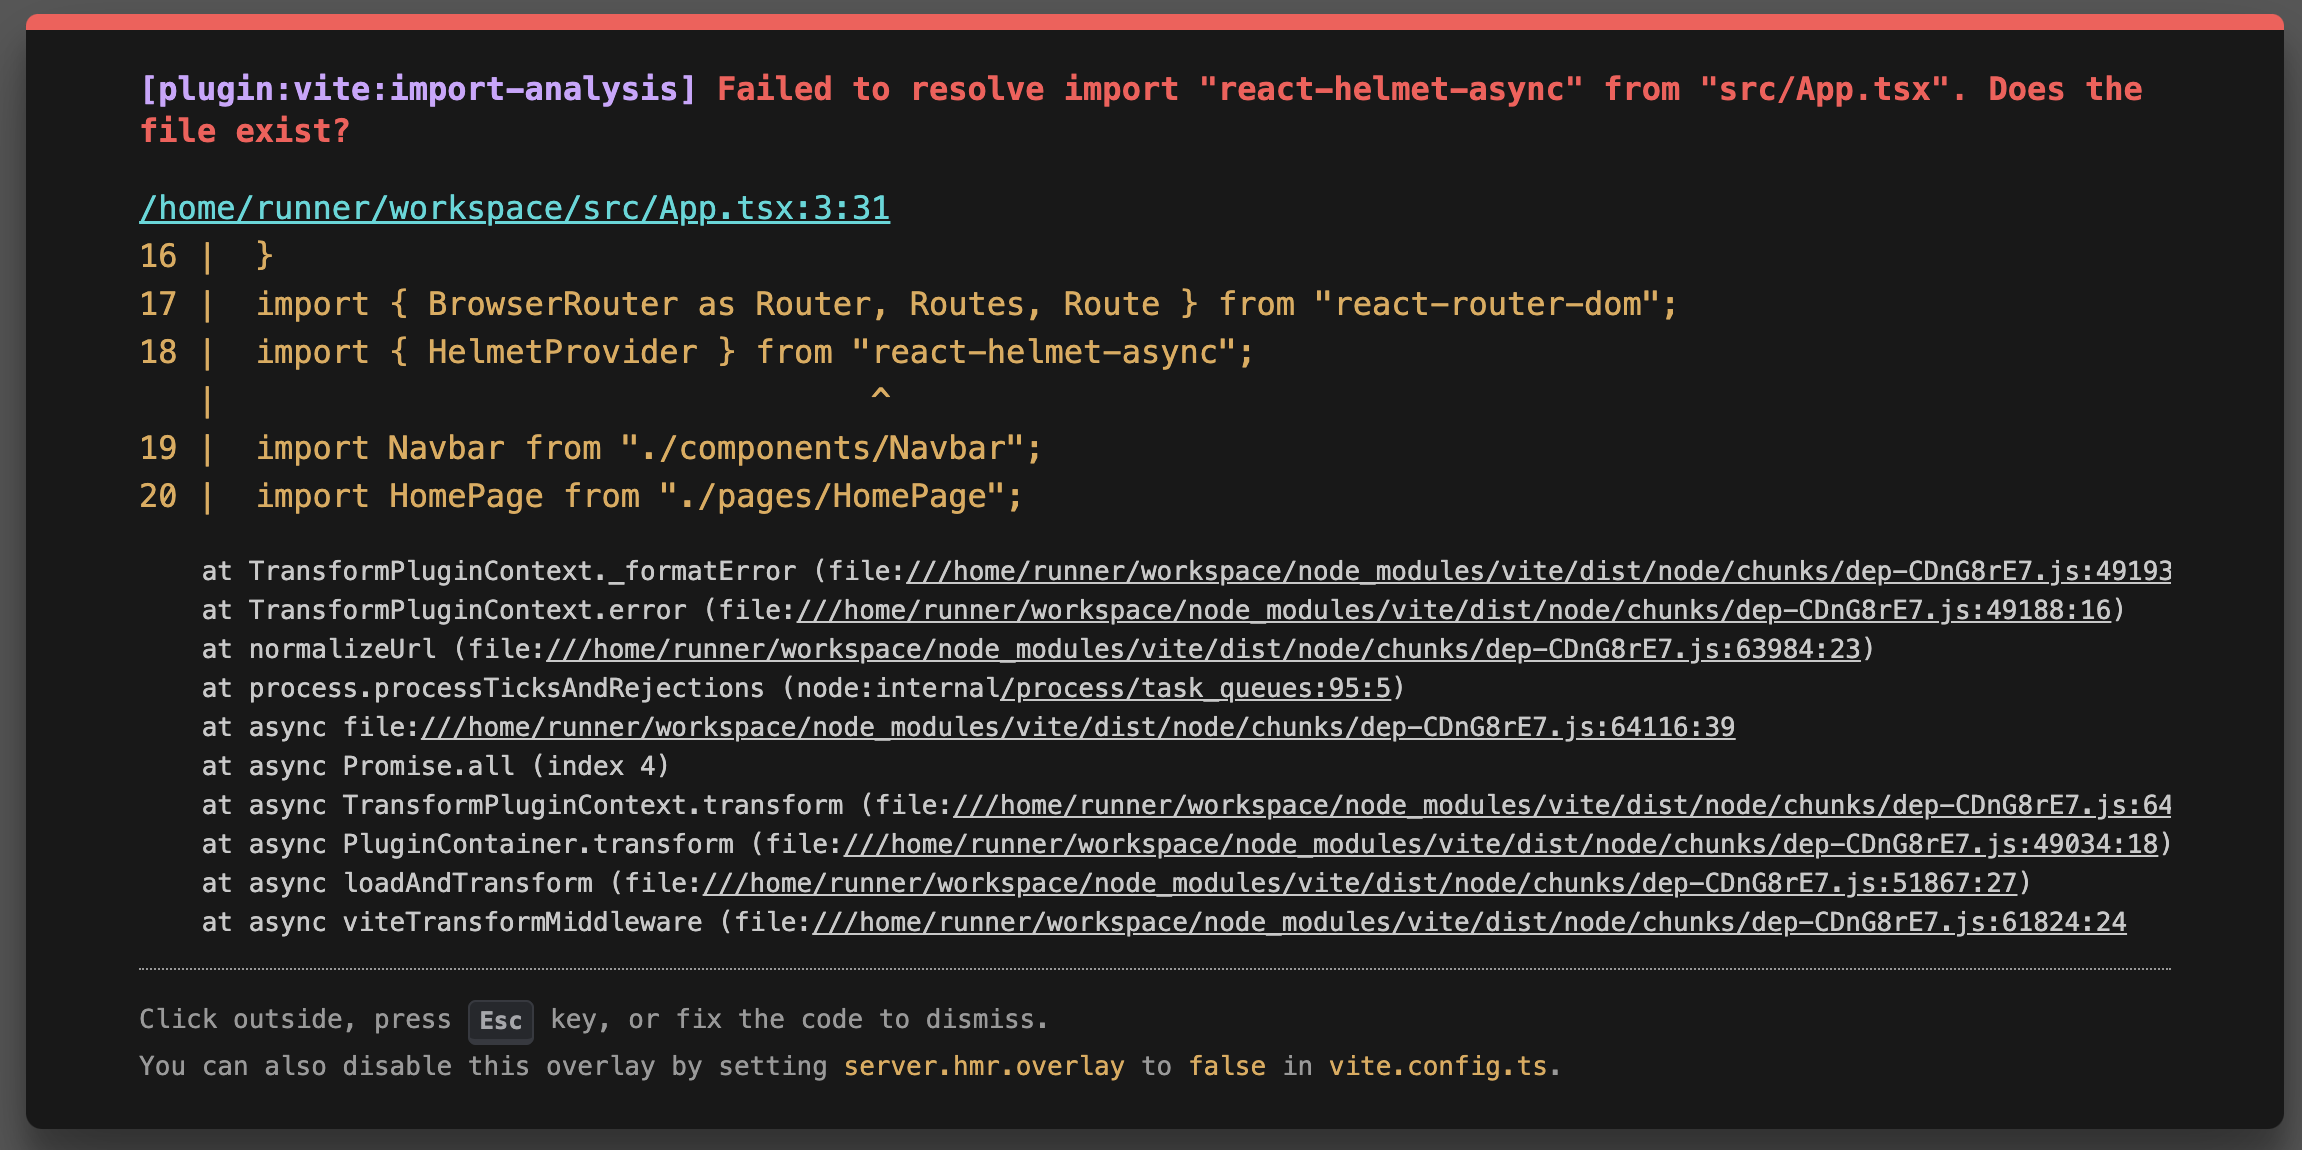 [plugin:vite:import-analysis] Failed to resolve import "react-helmet-async" from "src/App.tsx". Does the
file exist?
/home/runner/workspace/src/App.tsx:3:31
16 |  }
17 |  import { BrowserRouter as Router, Routes, Route } from "react-router-dom";
18 |  import { HelmetProvider } from "react-helmet-async";
   |                                  ^
19 |  import Navbar from "./components/Navbar";
20 |  import HomePage from "./pages/HomePage";
at TransformPluginContext._formatError (file:///home/runner/workspace/node_modules/vite/dist/node/chunks/dep-CDnG8rE7.js:49193
at TransformPluginContext.error (file:///home/runner/workspace/node_modules/vite/dist/node/chunks/dep-CDnG8rE7.js:49188:16)
at normalizeUrl (file:///home/runner/workspace/node_modules/vite/dist/node/chunks/dep-CDnG8rE7.js:63984:23)
at process.processTicksAndRejections (node:internal/process/task_queues:95:5)
at async file:///home/runner/workspace/node_modules/vite/dist/node/chunks/dep-CDnG8rE7.js:64116:39
at async Promise.all (index 4)
at async TransformPluginContext.transform (file:///home/runner/workspace/node_modules/vite/dist/node/chunks/dep-CDnG8rE7.js:64
at async PluginContainer.transform (file:///home/runner/workspace/node_modules/vite/dist/node/chunks/dep-CDnG8rE7.js:49034:18)
at async loadAndTransform (file:///home/runner/workspace/node_modules/vite/dist/node/chunks/dep-CDnG8rE7.js:51867:27)
at async viteTransformMiddleware (file:///home/runner/workspace/node_modules/vite/dist/node/chunks/dep-CDnG8rE7.js:61824:24
Click outside, press Esc key, or fix the code to dismiss.
You can also disable this overlay by setting server.hmr.overlay to false in vite.config.ts.